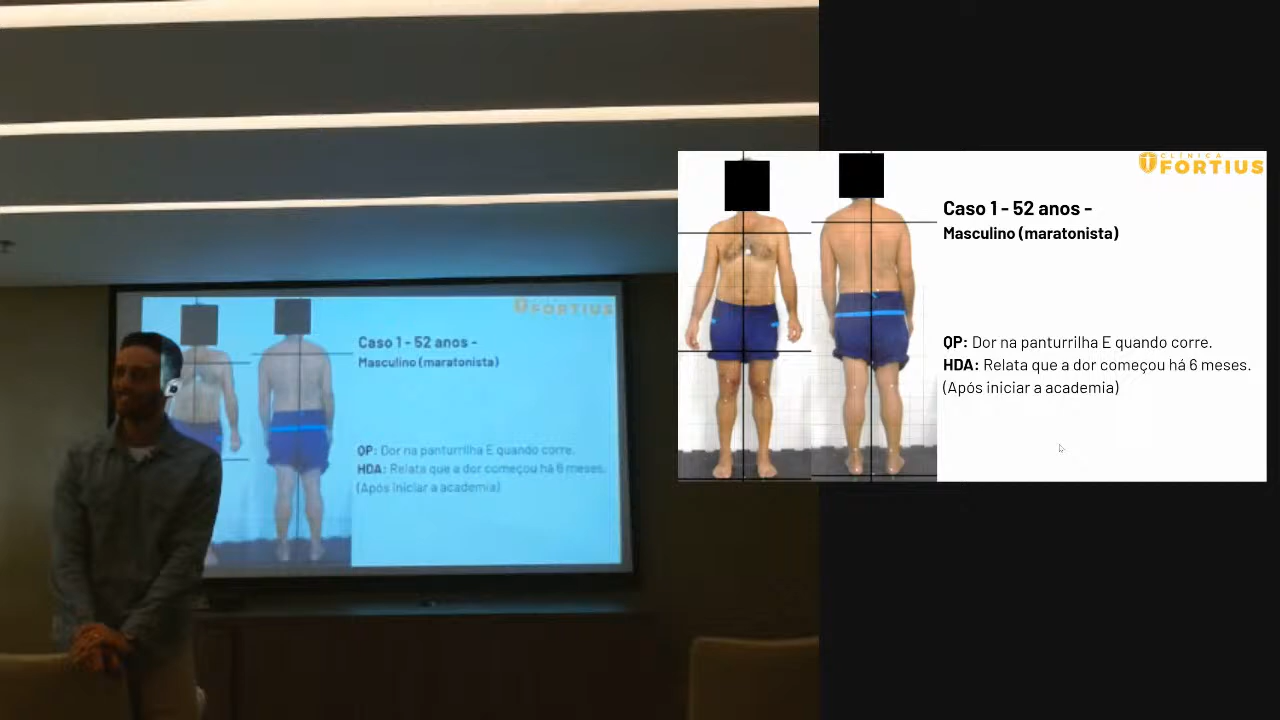 CLÍNICA
FORTIUS
Caso 1 - 52 anos -
Masculino (maratonista)
QP: Dor na panturrilha E quando corre.
HDA: Relata que a dor começou há 6 meses.
(Após iniciar a academia)
FORTIUS
Caso 1 - 52 anos -
Masculino (maratonista)
QP: Dor na panturrilha E quando corre.
HDA: Relata que a dor começou há 6 meses.
(Após iniciar a academia)